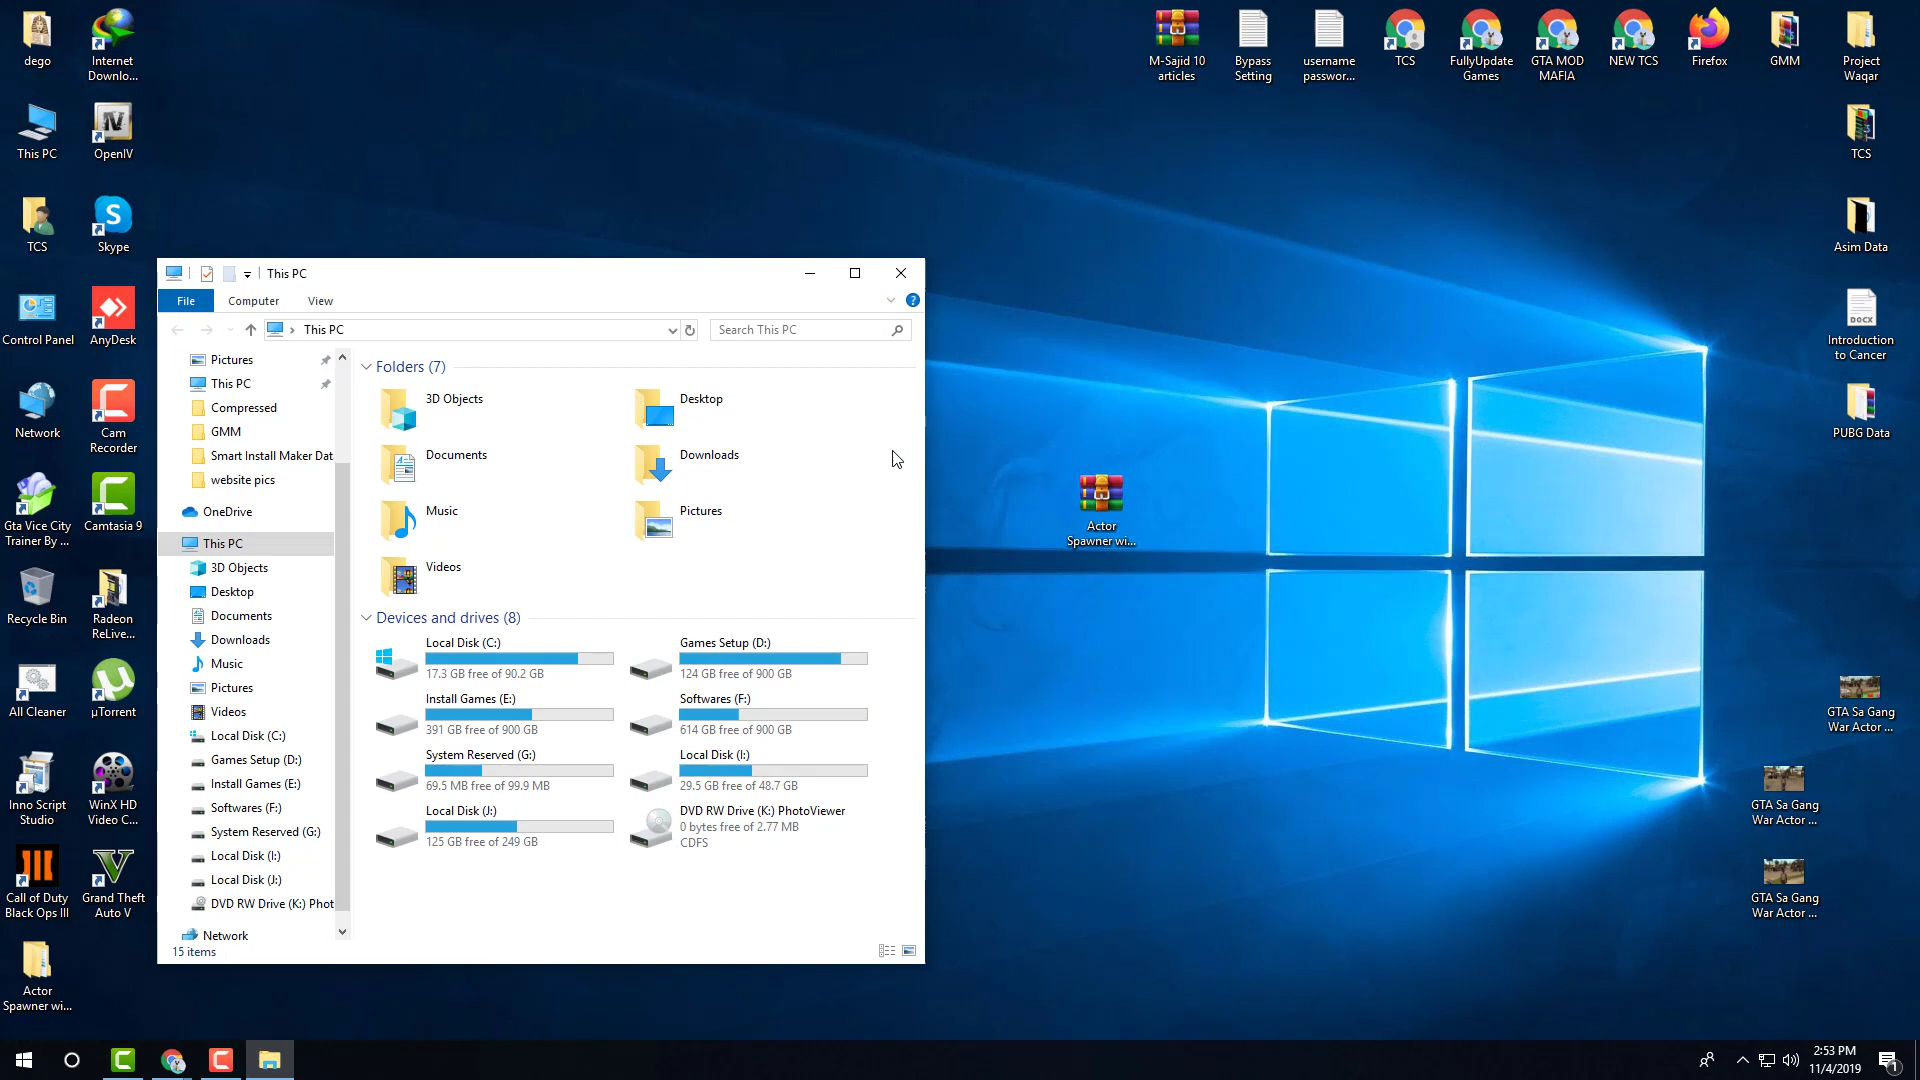 dego
Internet
Downlo...
M-Sajid 10
articles
Bypass
Setting
username
passwor...
TCS
FullyUpdate
Games
GTA MOD
MAFIA
NEW TCS
Firefox
GMM
Project
Waqar
This PC
OpenIV
TCS
TCS
Skype
Asim Data
Control Panel
AnyDesk
DOCX
Introduction
to Cancer
Network
Cam
Recorder
PUBG Data
Gta Vice City
Trainer By ...
Camtasia 9
Recycle Bin
Radeon
ReLive...
All Cleaner
µTorrent
Inno Script
Studio
WinX HD
Video C...
Call of Duty
Black Ops III
Grand Theft
Auto V
Actor
Spawner wi...
This PC
File
Computer
View
This PC
Search This PC
Pictures
This PC
Compressed
GMM
Smart Install Maker Dat
website pics
OneDrive
This PC
3D Objects
Desktop
Documents
Downloads
Music
Pictures
Videos
Local Disk (C:)
Games Setup (D:)
Install Games (E:)
Softwares (F:)
System Reserved (G:)
Local Disk (I:)
Local Disk (J:)
DVD RW Drive (K:) Phot
Network
15 items
Folders (7)
3D Objects
Desktop
Documents
Downloads
Music
Pictures
Videos
Devices and drives (8)
Local Disk (C:)
17.3 GB free of 90.2 GB
Games Setup (D:)
124 GB free of 900 GB
Install Games (E:)
391 GB free of 900 GB
Softwares (F:)
614 GB free of 900 GB
System Reserved (G:)
69.5 MB free of 99.9 MB
Local Disk (I:)
29.5 GB free of 48.7 GB
Local Disk (J:)
125 GB free of 249 GB
DVD RW Drive (K:) PhotoViewer
0 bytes free of 2.77 MB
CDFS
Actor
Spawner wi...
GTA Sa Gang
War Actor ...
GTA Sa Gang
War Actor ...
GTA Sa Gang
War Actor ...
2:53 PM
11/4/2019
1